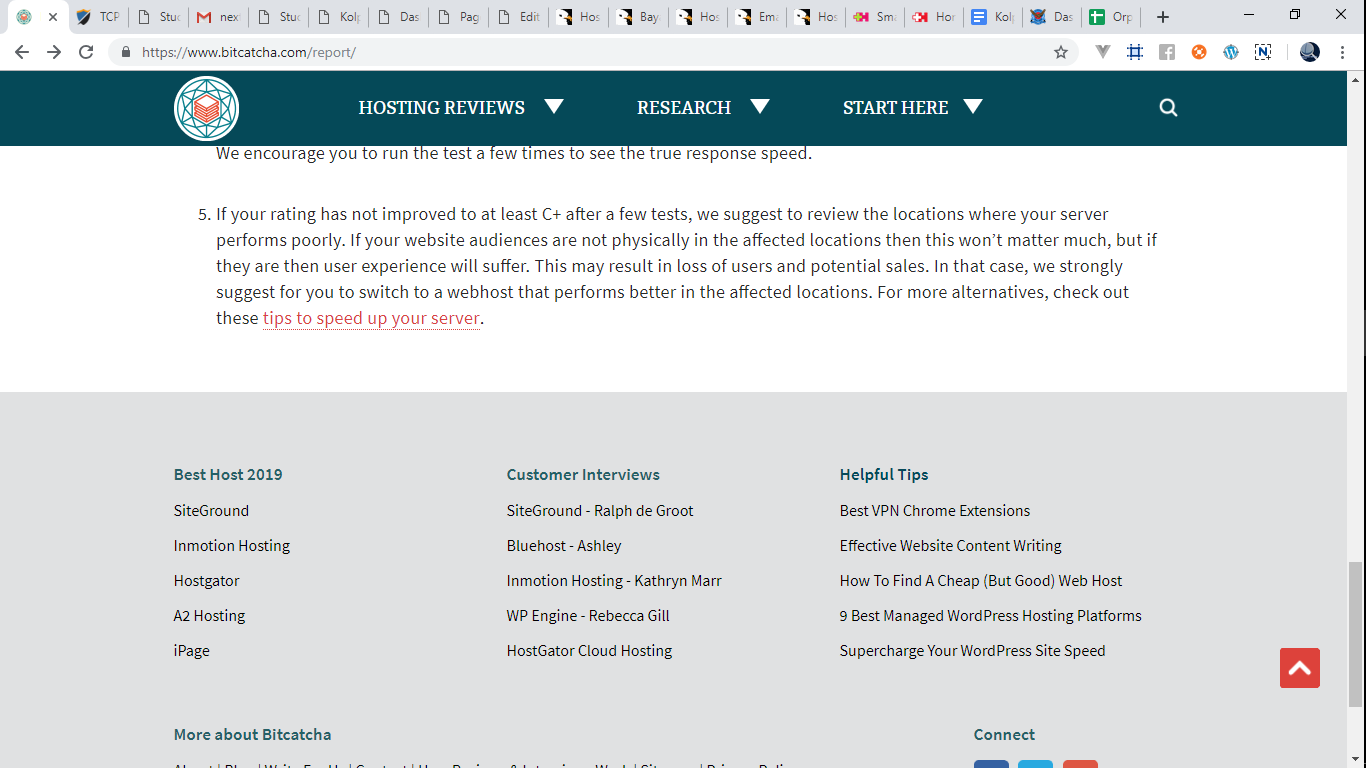 TCP
Stud
next
Stud
Kolp
Das
Pag
Edit
Hos
Bay
Hos
Ema
Hos
Sma
Hor
Kolp
Das
Orp
https://www.bitcatcha.com/report/
HOSTING REVIEWS RESEARCH START HERE
We encourage you to run the test a few times to see the true response speed.
5. If your rating has not improved to at least C+ after a few tests, we suggest to review the locations where your server
performs poorly. If your website audiences are not physically in the affected locations then this won’t matter much, but if
they are then user experience will suffer. This may result in loss of users and potential sales. In that case, we strongly
suggest for you to switch to a webhost that performs better in the affected locations. For more alternatives, check out
these tips to speed up your server.
Best Host 2019
SiteGround
Inmotion Hosting
Hostgator
A2 Hosting
iPage
Customer Interviews
SiteGround - Ralph de Groot
Bluehost - Ashley
Inmotion Hosting - Kathryn Marr
WP Engine - Rebecca Gill
HostGator Cloud Hosting
Helpful Tips
Best VPN Chrome Extensions
Effective Website Content Writing
How To Find A Cheap (But Good) Web Host
9 Best Managed WordPress Hosting Platforms
Supercharge Your WordPress Site Speed
More about Bitcatcha
Connect